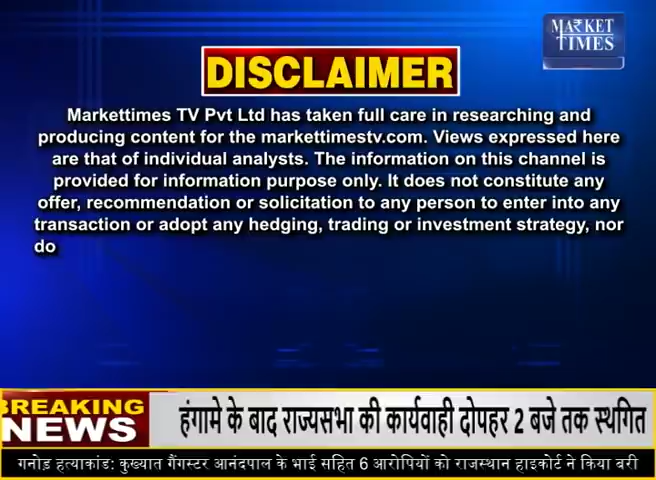 MARKET
TIMES
DISCLAIMER
Markettimes TV Pvt Ltd has taken full care in researching and
producing content for the markettimestv.com. Views expressed here
are that of individual analysts. The information on this channel is
provided for information purpose only. It does not constitute any
offer, recommendation or solicitation to any person to enter into any
transaction or adopt any hedging, trading or investment strategy, nor
do
BREAKING
NEWS
हंगामे के बाद राज्यसभा की कार्यवाही दोपहर 2 बजे तक स्थगित
गनोड़ हत्याकांड: कुख्यात गैंगस्टर आनंदपाल के भाई सहित 6 आरोपियों को राजस्थान हाइकोर्ट ने किया बरी